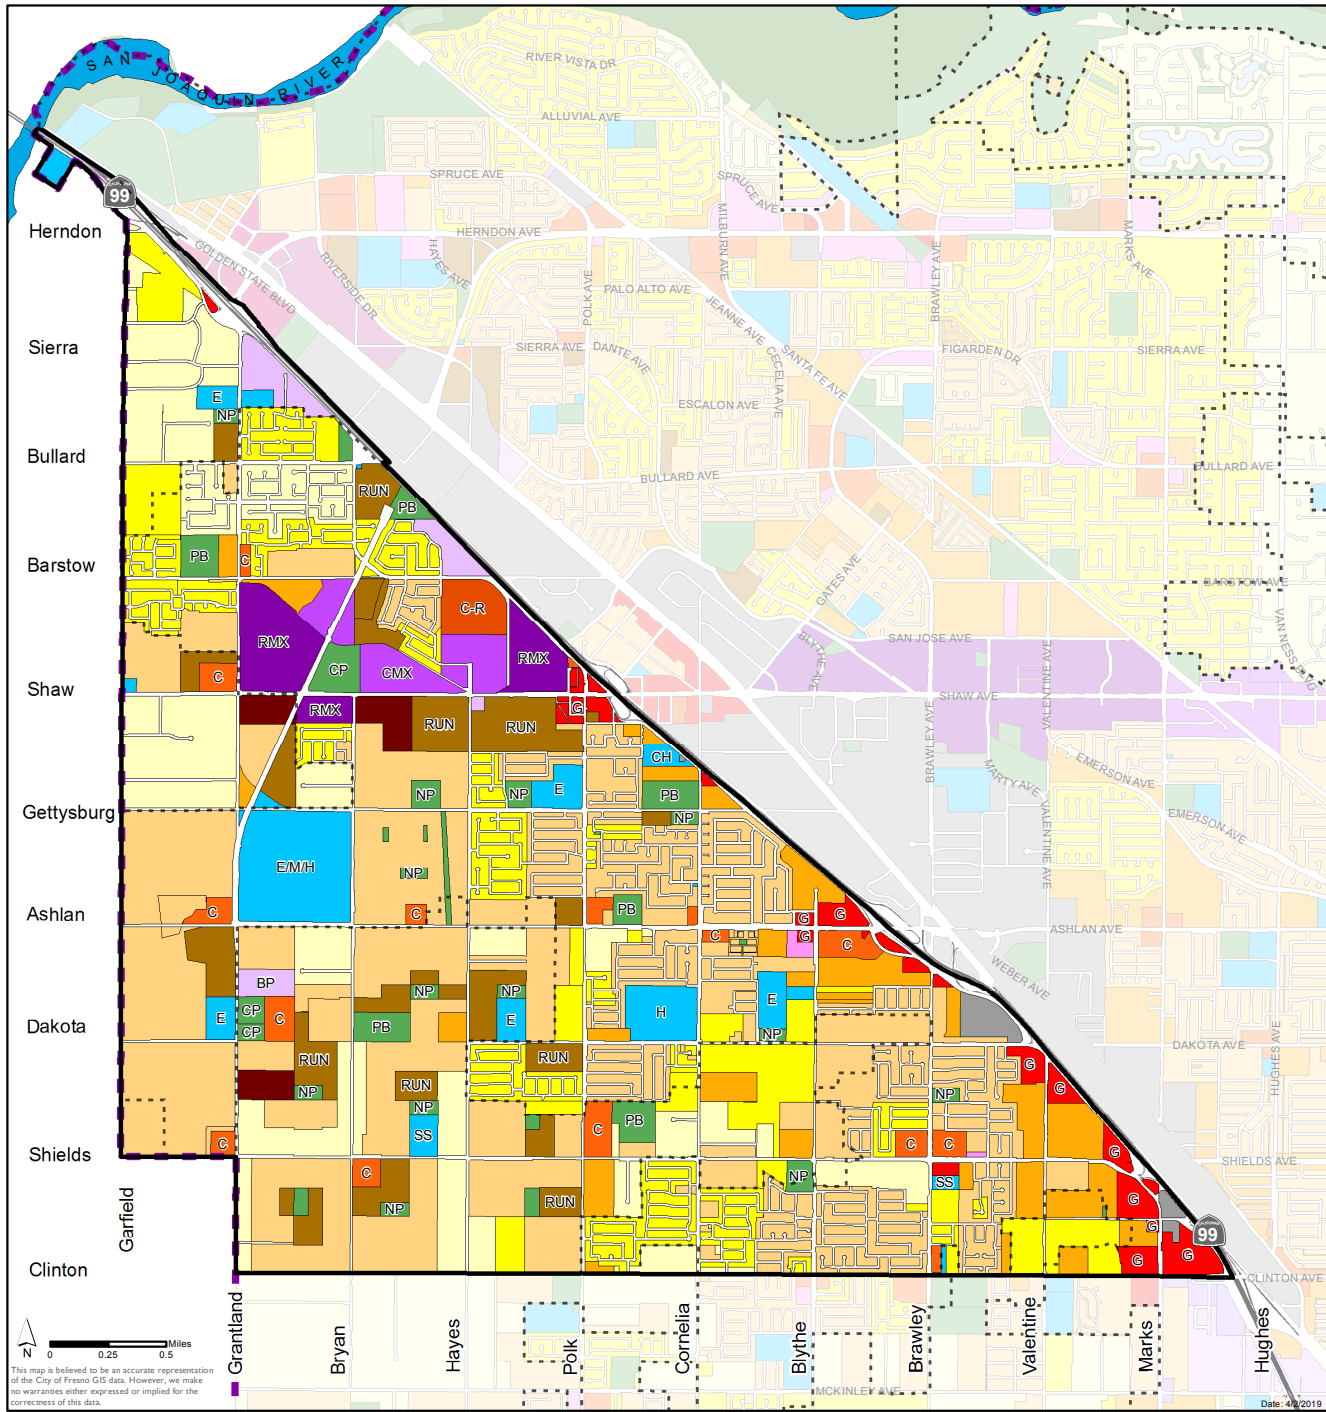 SAN JOAQUIN RIVER
RIVER VISTA DR
ALLUVIAL AVE
SPRUCE AVE
SPRUCE AVE
CALIFORNIA
99
Herndon
HERNDON AVE
MILBURN AVE
MARKS AVE
GOLDEN STATE BLVD
RIVERSIDE DR
HAYES AVE
POLK AVE
PALO ALTO AVE
JEANNE AVE
BRAWLEY AVE
Sierra
SIERRA AVE
DANTE AVE
CECELIA AVE
SANTA FE AVE
FIGARDEN DR
SIERRA AVE
E
NP
ESCALON AVE
Bullard
BULLARD AVE
BULLARD AVE
RUN
PB
Barstow
PB
C
GATES AVE
BARSTOW AVE
C-R
RMX
RMX
CP
CMX
C
SAN JOSE AVE
BLYTHE AVE
VALENTINE AVE
VAN NESS BLVD
Shaw
SHAW AVE
RMX
RUN
RUN
G
BRAWLEY AVE
CH
MARTY AVE
EMERSON AVE
EMERSON AVE
NP
NP
E
PB
NP
Gettysburg
VALENTINE AVE
E/M/H
NP
Ashlan
C
C
PB
G
G
G
C
C
ASHLAN AVE
WEBER AVE
BP
NP
NP
E
E
CP
CP
C
PB
E
H
NP
Dakota
DAKOTA AVE
HUGHES AVE
RUN
RUN
G
G
RUN
NP
NP
NP
SS
C
PB
C
C
C
G
Shields
SHIELDS AVE
C
NP
RUN
NP
SS
G
G
G
G
CALIFORNIA
99
Clinton
CLINTON AVE
Garfield
Grantland
Bryan
Hayes
Polk
Cornelia
Blythe
Brawley
Valentine
Marks
Hughes
MCKINLEY AVE
N
0
0.25
0.5
Miles
This map is believed to be an accurate representation
of the City of Fresno GIS data. However, we make
no warranties either expressed or implied for the
correctness of this data.
Date: 4/2/2019